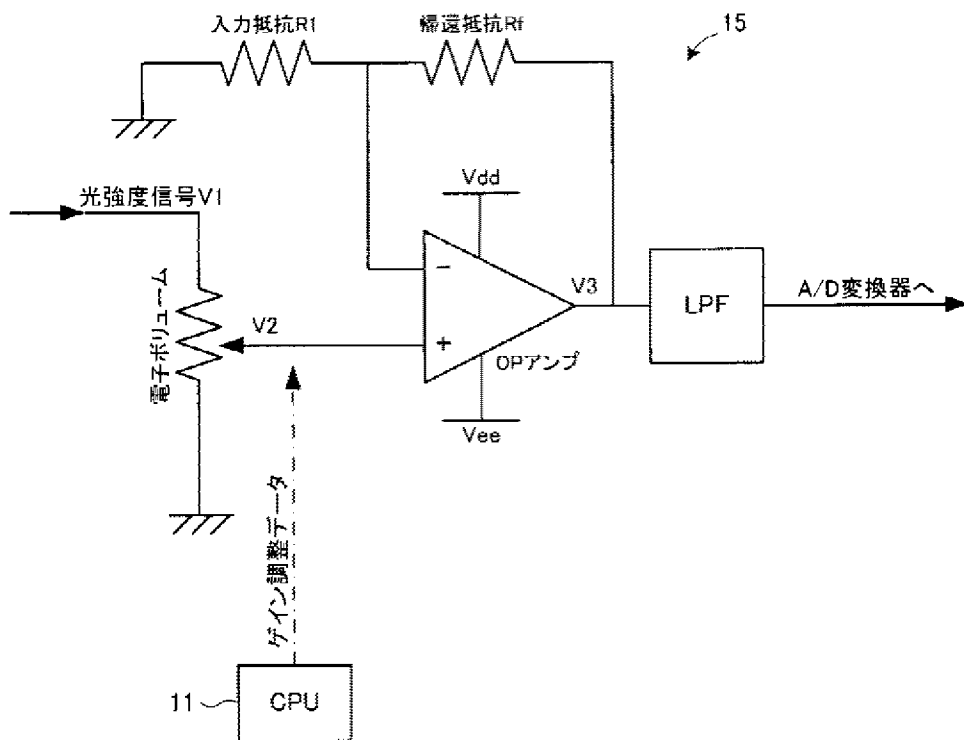 入力抵抗R1
帰還抵抗Rf
15
光強度信号V1
Vdd
−
+
V3
LPF
A/D変換器へ
電子ボリューム
V2
OPアンプ
Vee
ゲイン調整データ
11
CPU